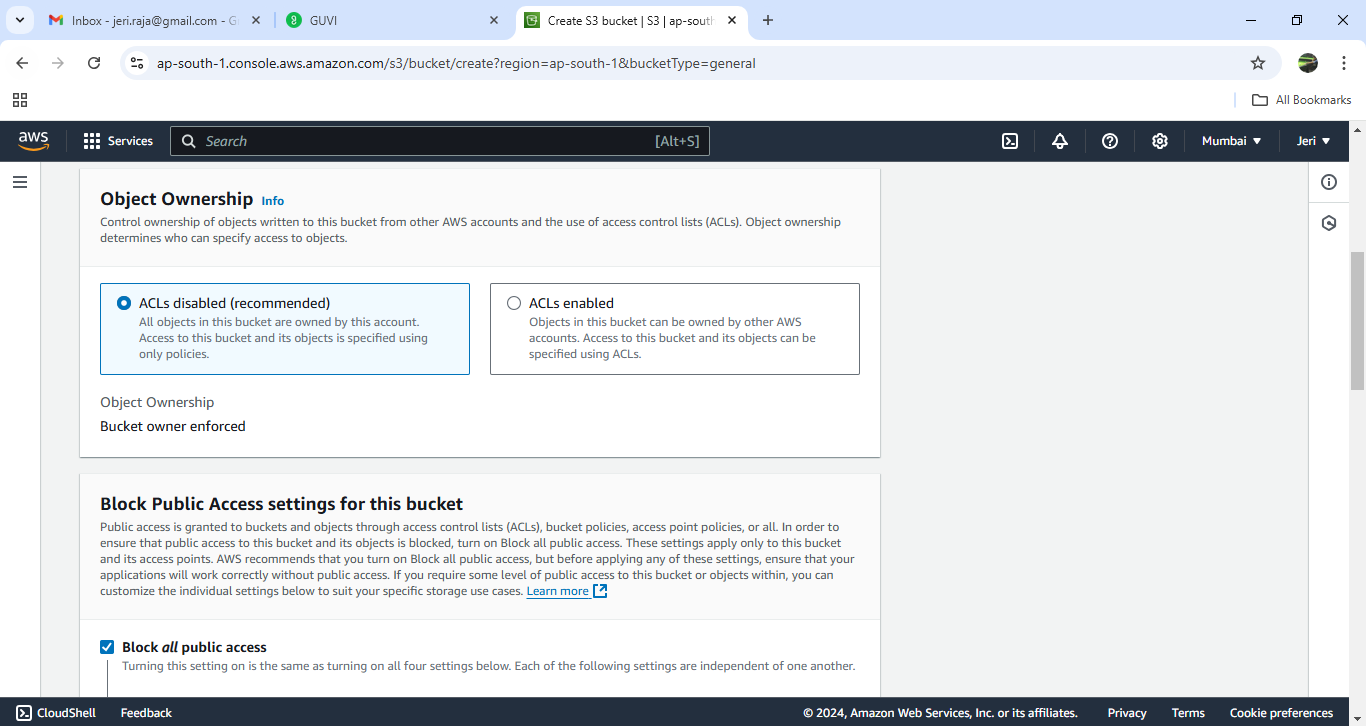 Inbox - jeri.raja@gmail.com - G
GUVI
Create S3 bucket | S3 | ap-south
ap-south-1.console.aws.amazon.com/s3/bucket/create?region=ap-south-1&bucketType=general
All Bookmarks
aws
Services
Search
[Alt+S]
Mumbai
Jeri
Object Ownership Info
Control ownership of objects written to this bucket from other AWS accounts and the use of access control lists (ACLs). Object ownership
determines who can specify access to objects.
ACLs disabled (recommended)
All objects in this bucket are owned by this account.
Access to this bucket and its objects is specified using
only policies.
ACLs enabled
Objects in this bucket can be owned by other AWS
accounts. Access to this bucket and its objects can be
specified using ACLs.
Object Ownership
Bucket owner enforced
Block Public Access settings for this bucket
Public access is granted to buckets and objects through access control lists (ACLs), bucket policies, access point policies, or all. In order to
ensure that public access to this bucket and its objects is blocked, turn on Block all public access. These settings apply only to this bucket
and its access points. AWS recommends that you turn on Block all public access, but before applying any of these settings, ensure that your
applications will work correctly without public access. If you require some level of public access to this bucket or objects within, you can
customize the individual settings below to suit your specific storage use cases. Learn more
Block all public access
Turning this setting on is the same as turning on all four settings below. Each of the following settings are independent of one another.
CloudShell
Feedback
© 2024, Amazon Web Services, Inc. or its affiliates.
Privacy
Terms
Cookie preferences